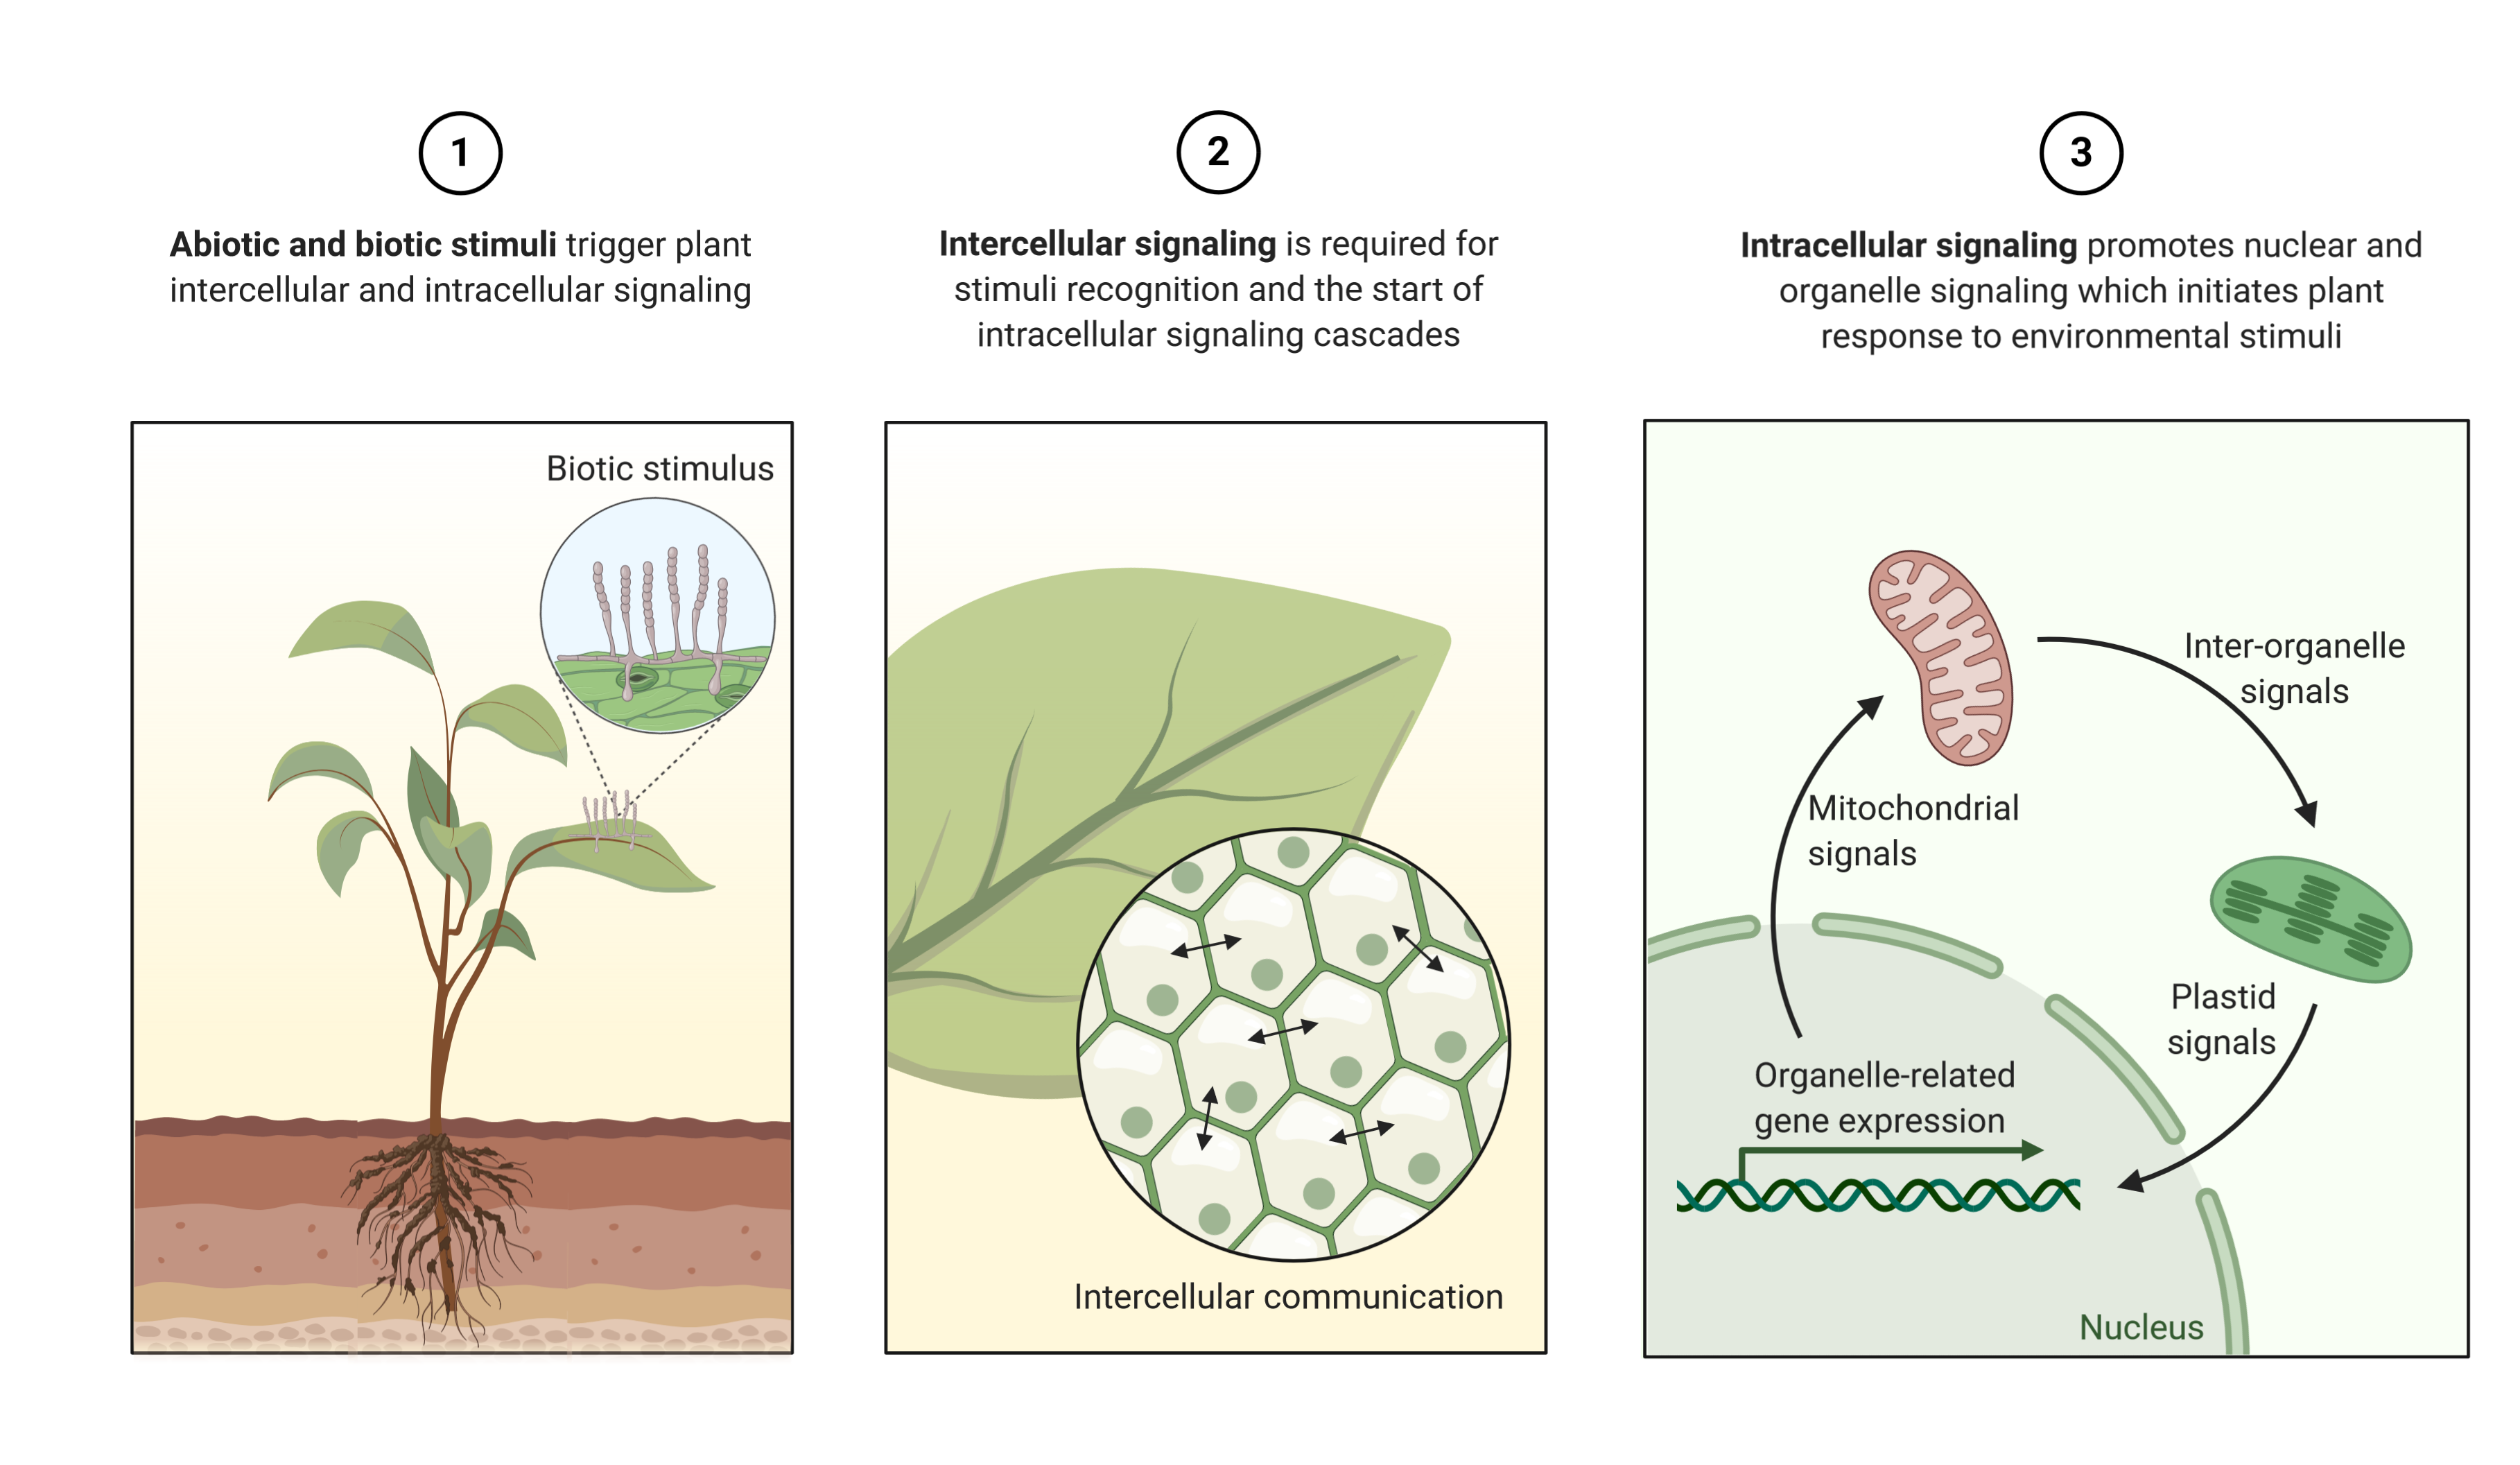 1
Abiotic and biotic stimuli trigger plant
intercellular and intracellular signaling
Biotic stimulus
2
Intercellular signaling is required for
stimuli recognition and the start of
intracellular signaling cascades
Intercellular communication
3
Intracellular signaling promotes nuclear and
organelle signaling which initiates plant
response to environmental stimuli
Inter-organelle
signals
Mitochondrial
signals
Plastid
signals
Organelle-related
gene expression
Nucleus